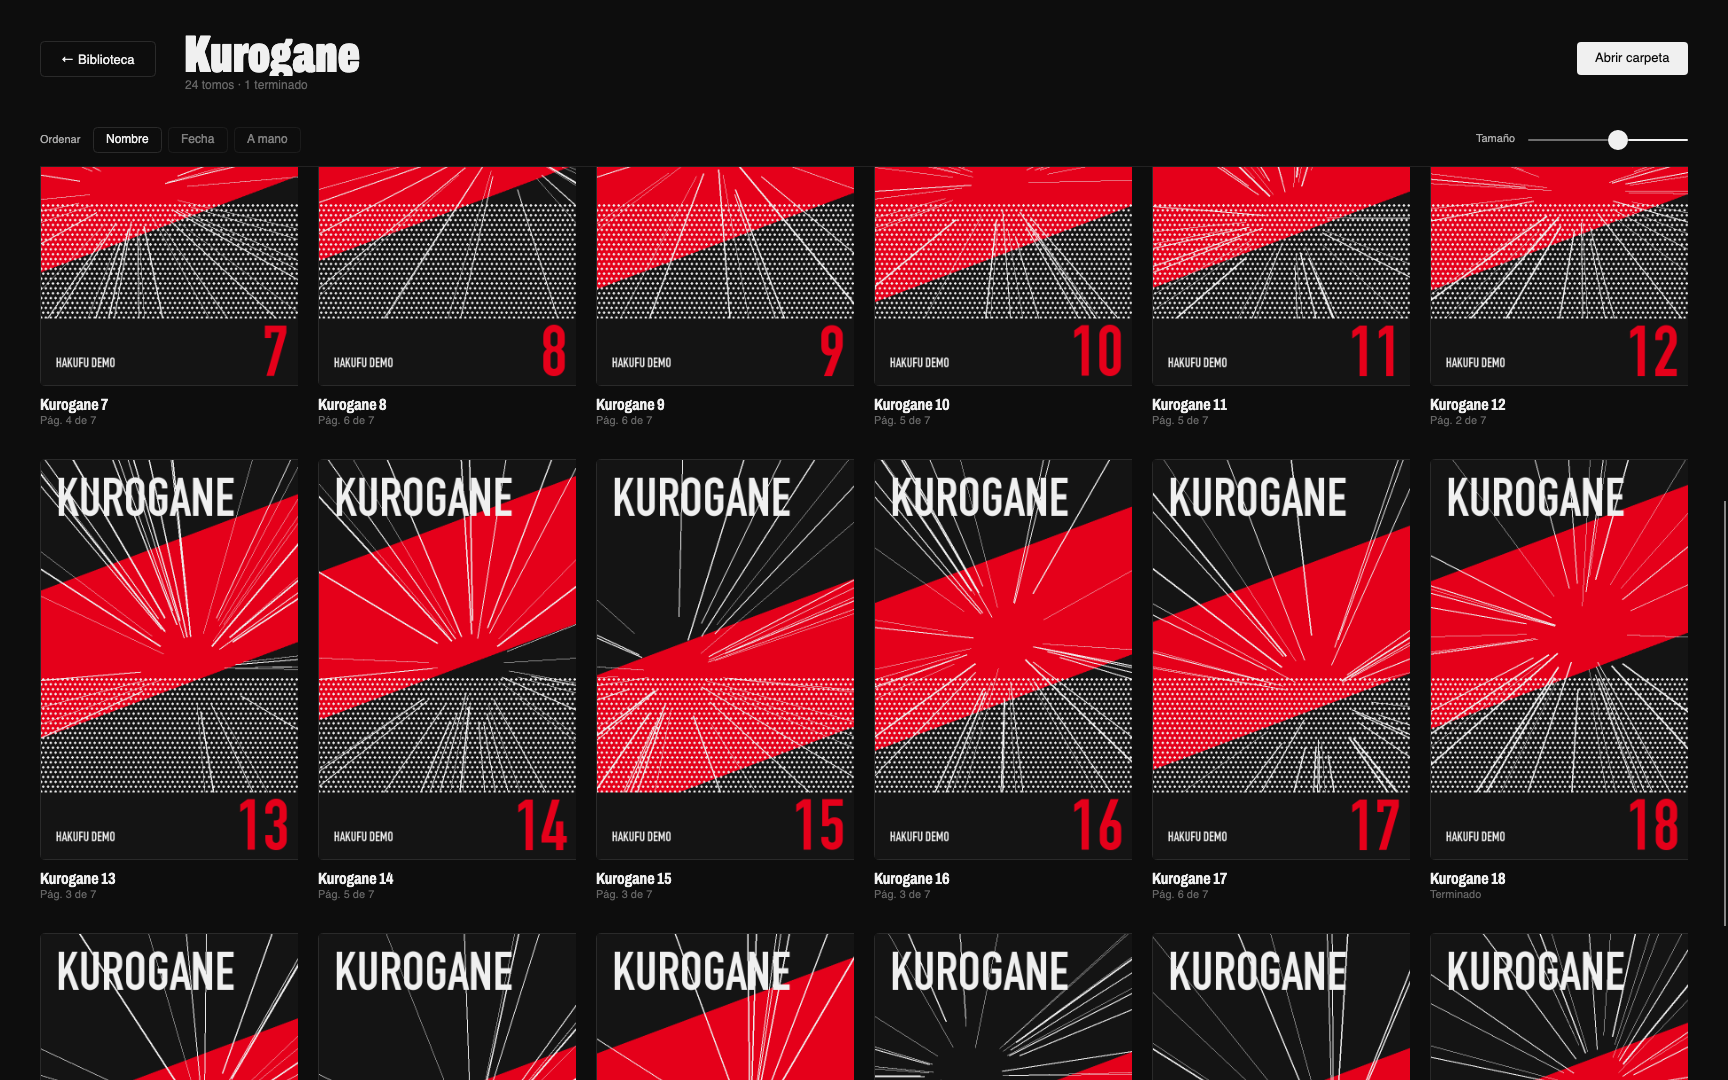 ← Biblioteca
Kurogane
24 tomos · 1 terminado
Abrir carpeta
Ordenar
Nombre
Fecha
A mano
Tamaño
HAKUFU DEMO
7
HAKUFU DEMO
8
HAKUFU DEMO
9
HAKUFU DEMO
10
HAKUFU DEMO
11
HAKUFU DEMO
12
Kurogane 7
Pág. 4 de 7
Kurogane 8
Pág. 6 de 7
Kurogane 9
Pág. 6 de 7
Kurogane 10
Pág. 5 de 7
Kurogane 11
Pág. 5 de 7
Kurogane 12
Pág. 2 de 7
KUROGANE
HAKUFU DEMO
13
Kurogane 13
Pág. 3 de 7
KUROGANE
HAKUFU DEMO
14
Kurogane 14
Pág. 5 de 7
KUROGANE
HAKUFU DEMO
15
Kurogane 15
Pág. 3 de 7
KUROGANE
HAKUFU DEMO
16
Kurogane 16
Pág. 3 de 7
KUROGANE
HAKUFU DEMO
17
Kurogane 17
Pág. 6 de 7
KUROGANE
HAKUFU DEMO
18
Kurogane 18
Terminado
KUROGANE
KUROGANE
KUROGANE
KUROGANE
KUROGANE
KUROGANE